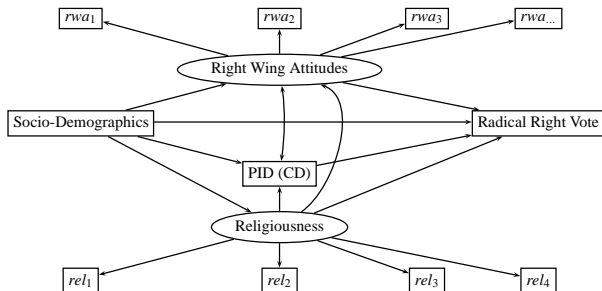 rwa1 rwa2 rwa3 rwa...
Right Wing Attitudes
Socio-Demographics Radical Right Vote
PID (CD)
Religiousness
rel1 rel2 rel3 rel4